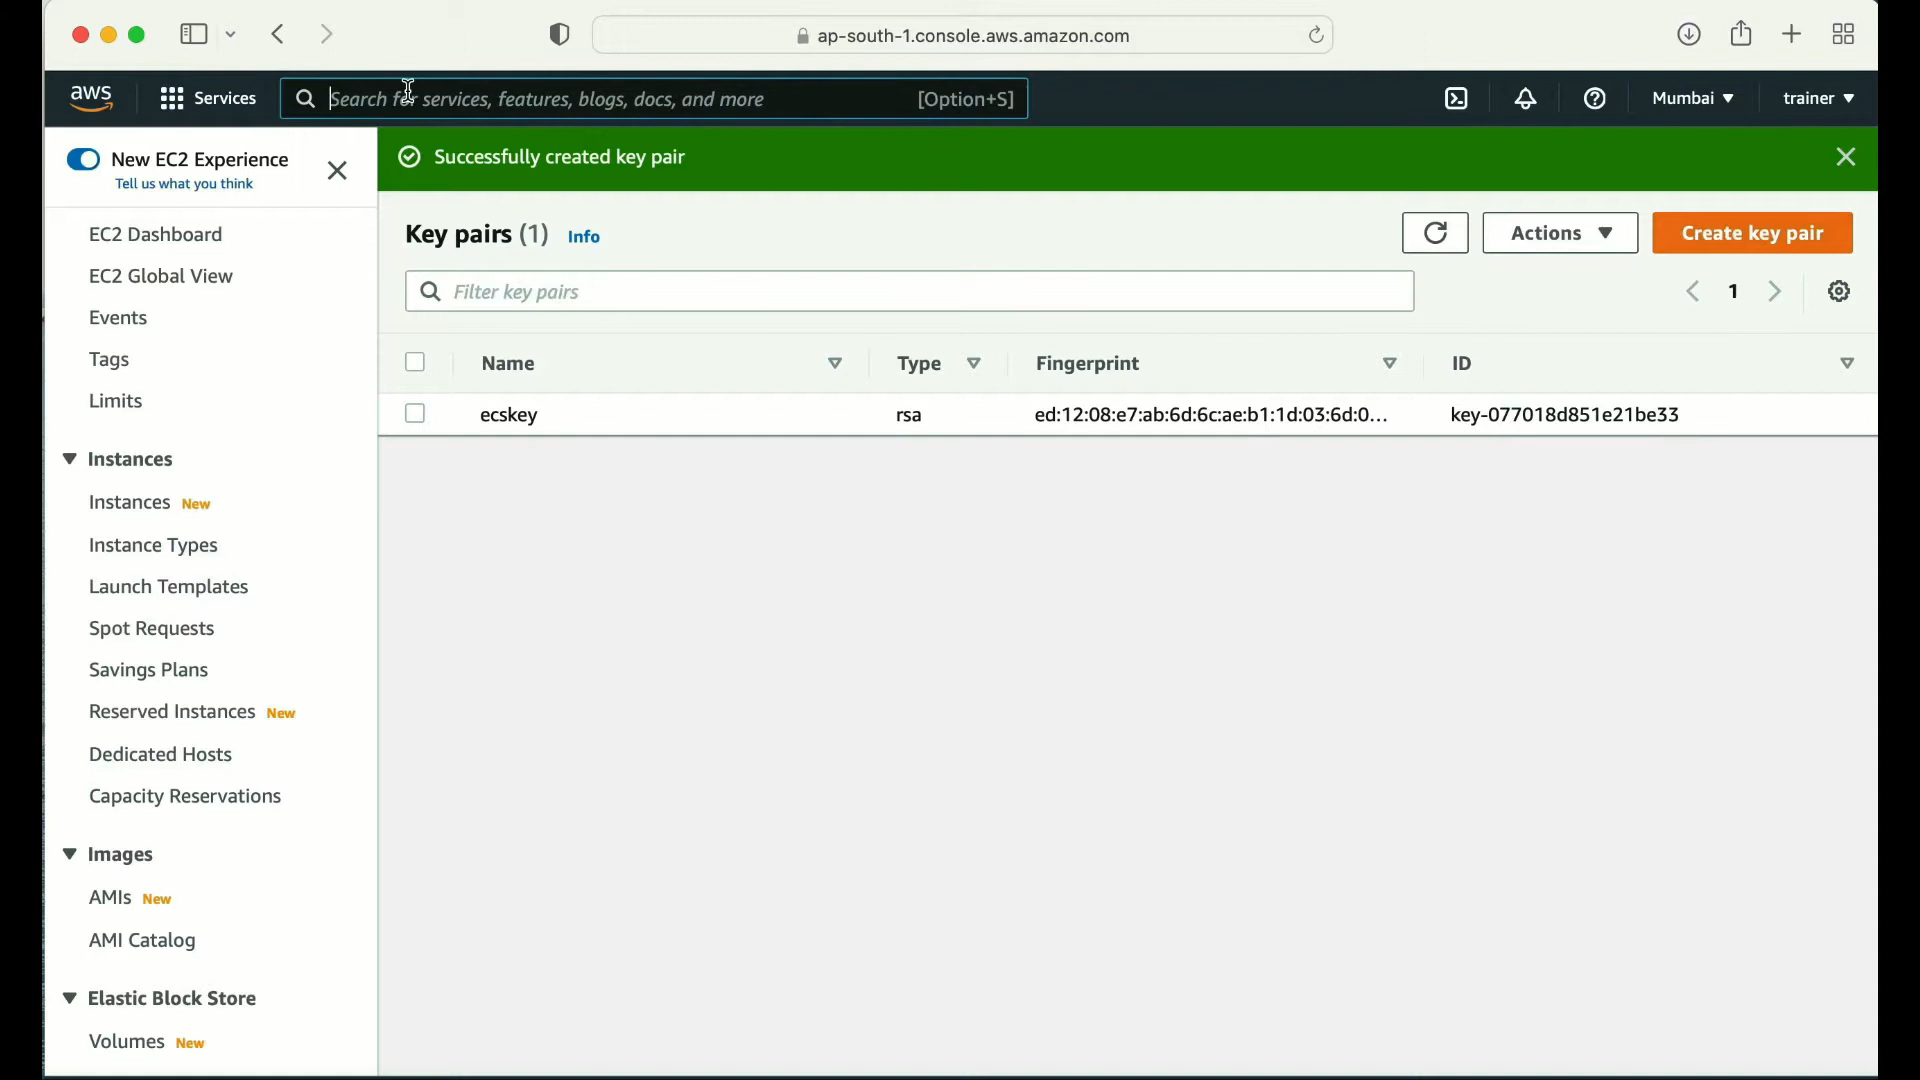 ap-south-1.console.aws.amazon.com
aws
Services
Search for services, features, blogs, docs, and more
[Option+S]
Mumbai
trainer
New EC2 Experience
Tell us what you think
Successfully created key pair
EC2 Dashboard
EC2 Global View
Events
Tags
Limits
Instances
Instances New
Instance Types
Launch Templates
Spot Requests
Savings Plans
Reserved Instances New
Dedicated Hosts
Capacity Reservations
Images
AMIs New
AMI Catalog
Elastic Block Store
Volumes New
Key pairs (1) Info
Actions
Create key pair
Filter key pairs
1
Name Type Fingerprint ID
ecskey rsa ed:12:08:e7:ab:6d:6c:ae:b1:1d:03:6d:0... key-077018d851e21be33